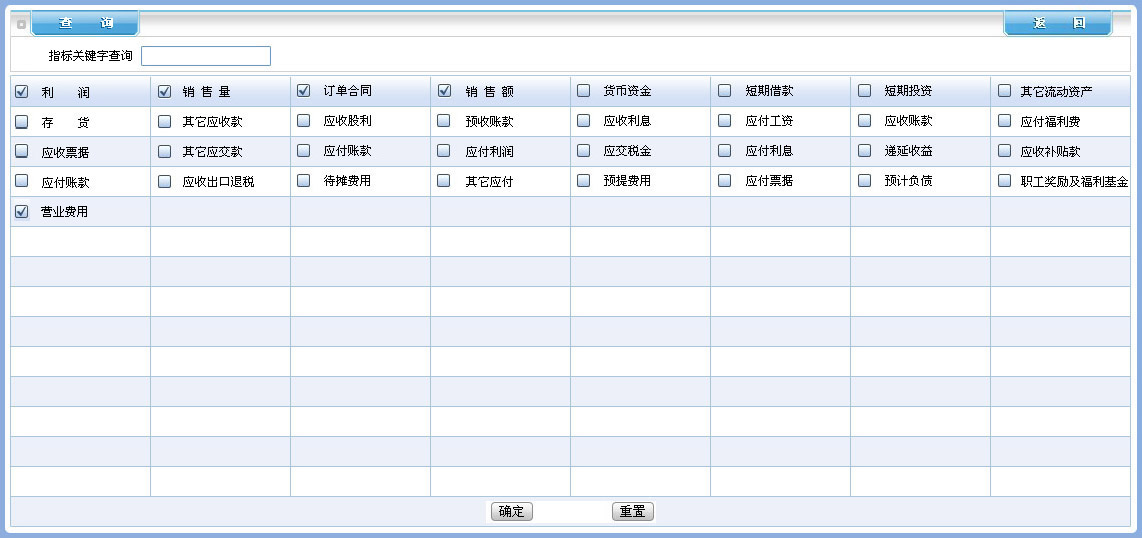 查 询 返 回
指标关键字查询
利 润 销 售 量 订单合同 销 售 额 货币资金 短期借款 短期投资 其它流动资产
存 货 其它应收款 应收股利 预收账款 应收利息 应付工资 应收账款 应付福利费
应收票据 其它应交款 应付账款 应付利润 应交税金 应付利息 递延收益 应收补贴款
应付账款 应收出口退税 待摊费用 其它应付 预提费用 应付票据 预计负债 职工奖励及福利基金
营业费用
确定 重置